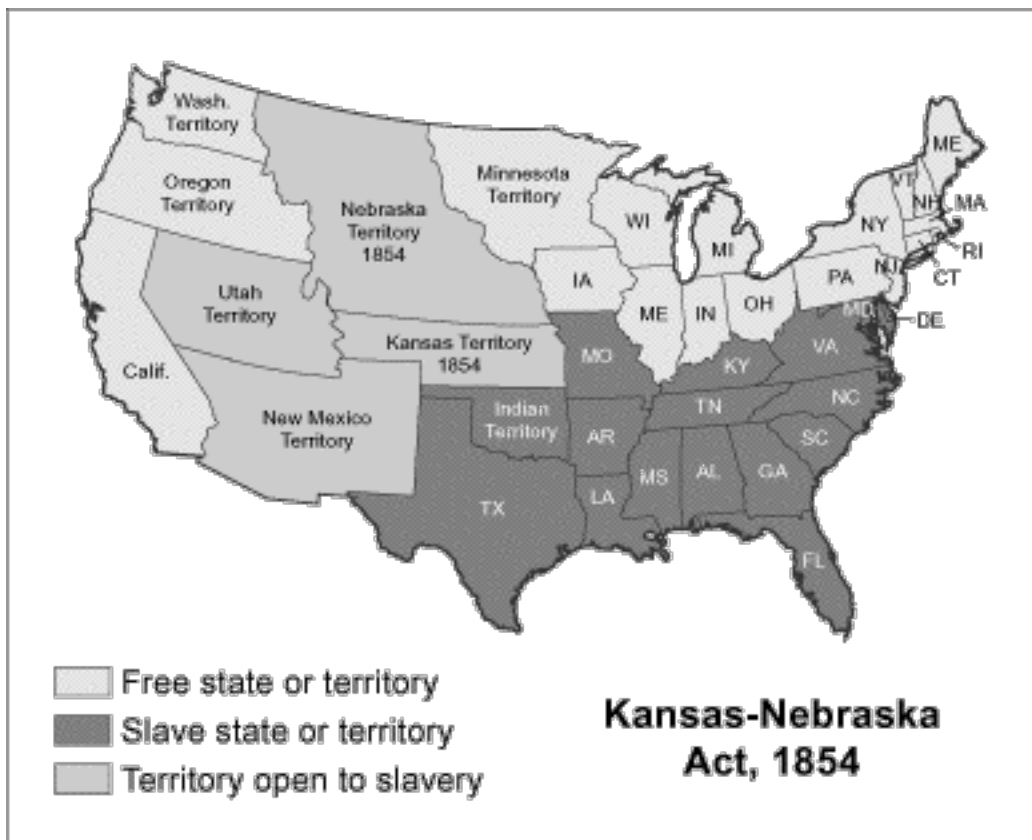 Wash.
Territory
Oregon
Territory
Calif.
Nebraska
Territory
1854
Utah
Territory
New Mexico
Territory
Kansas Territory
1854
Minnesota
Territory
Indian
Territory
WI
MI
IA
ME
IN
OH
PA
NY
NJ
VT
NH
ME
MA
RI
CT
DE
MD
VA
KY
MO
TN
NC
SC
AR
MS
AL
GA
LA
TX
FL
Free state or territory
Slave state or territory
Territory open to slavery
Kansas-Nebraska
Act, 1854